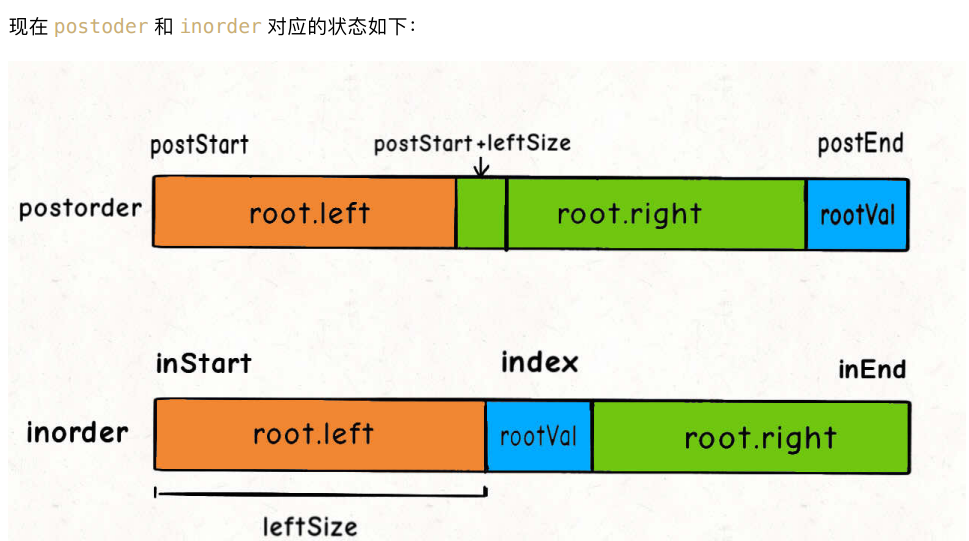 现在 postoder 和 inorder 对应的状态如下：
postStart postStart+leftSize postEnd
postorder root.left root.right rootVal
inStart index inEnd
inorder root.left rootVal root.right
leftSize